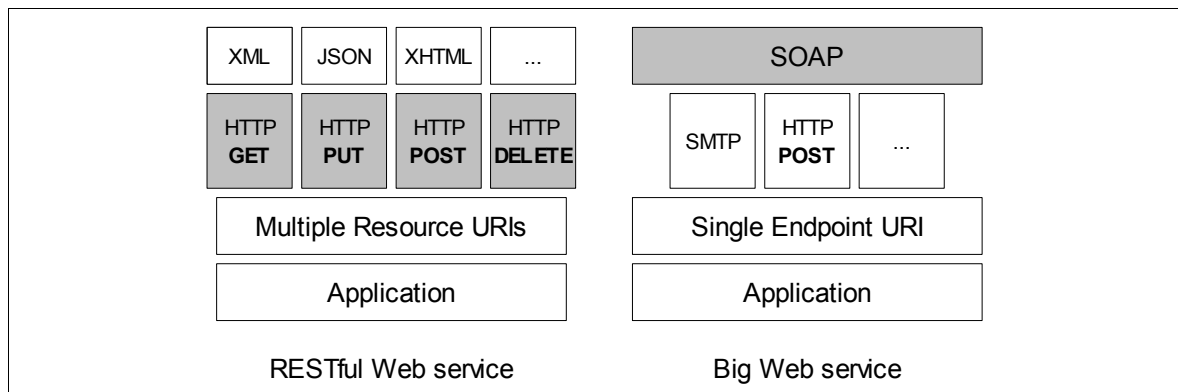 XML JSON XHTML ...
HTTP GET HTTP PUT HTTP POST HTTP DELETE
Multiple Resource URIs
Application
RESTful Web service
SOAP
SMTP HTTP POST ...
Single Endpoint URI
Application
Big Web service